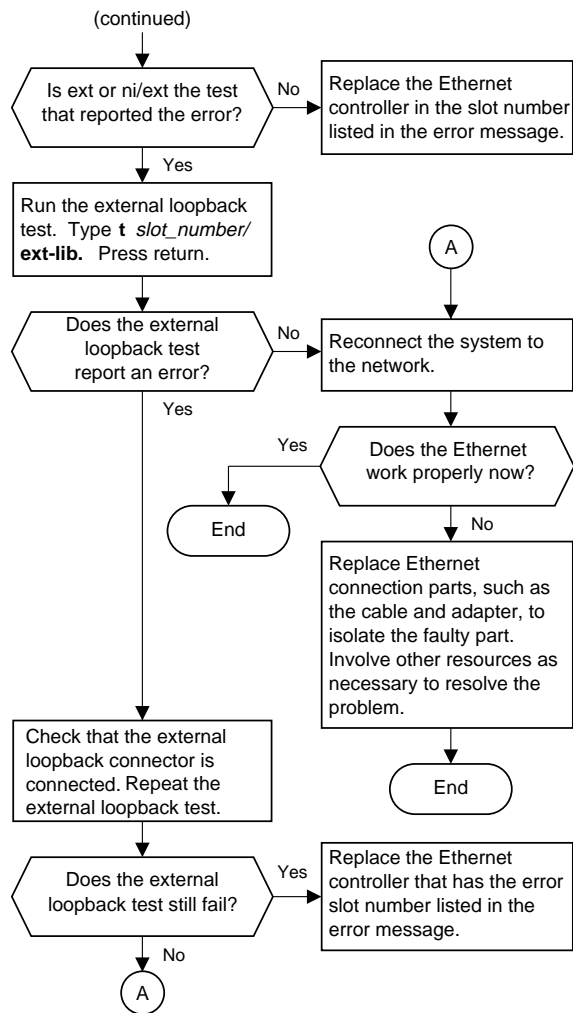 (continued)
Is ext or ni/ext the test
that reported the error?
No
Replace the Ethernet
controller in the slot number
listed in the error message.
Yes
Run the external loopback
test.  Type t  slot_number/
ext-lib.   Press return.
A
Does the external
loopback test
report an error?
No
Reconnect the system to
the network.
Yes
Yes
Does the Ethernet
work properly now?
End
No
Replace Ethernet
connection parts, such as
the cable and adapter, to
isolate the faulty part.
Involve other resources as
necessary to resolve the
problem.
Check that the external
loopback connector is
connected. Repeat the
external loopback test.
End
Does the external
loopback test still fail?
Yes
Replace the Ethernet
controller that has the error
slot number listed in the
error message.
No
A